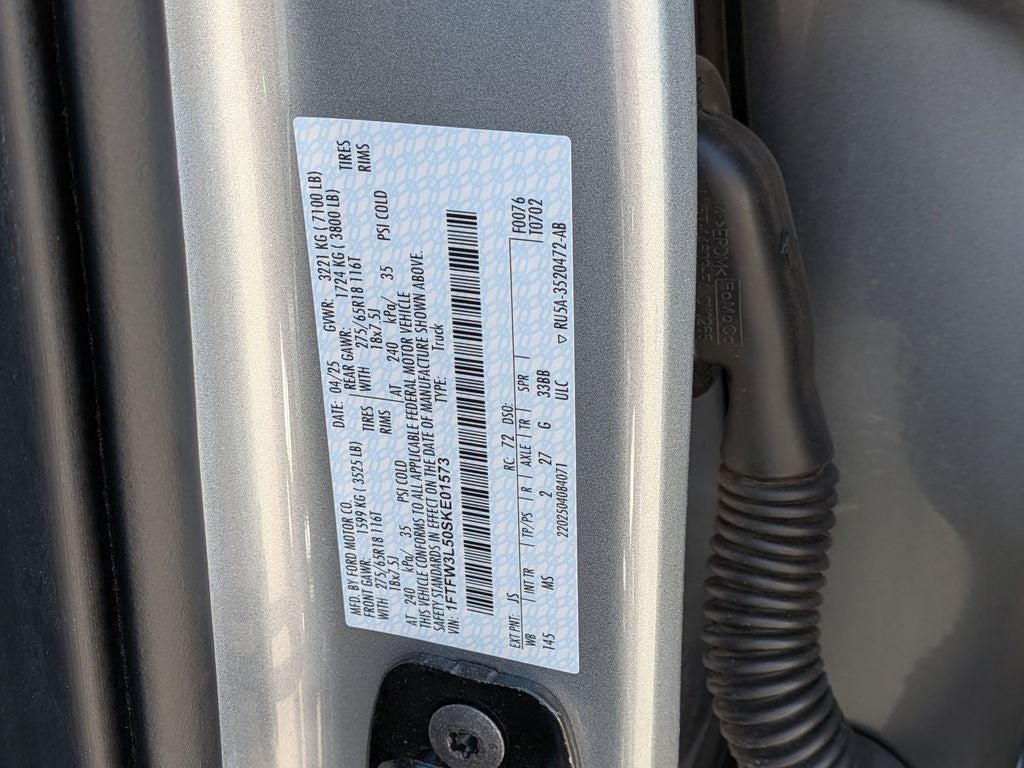 MFD. BY FORD MOTOR CO.
DATE: 04/25 GVWR: 3221 KG ( 7100 LB)
FRONT GAWR: 1599 KG ( 3525 LB)
REAR GAWR: 1724 KG ( 3800 LB)
WITH 275/65R18 116T TIRES
WITH 275/65R18 116T TIRES
18x7.5J RIMS
18x7.5J RIMS
AT 240 kPa/ 35 PSI COLD
AT 240 kPa/ 35 PSI COLD
THIS VEHICLE CONFORMS TO ALL APPLICABLE FEDERAL MOTOR VEHICLE
SAFETY STANDARDS IN EFFECT ON THE DATE OF MANUFACTURE SHOWN ABOVE.
VIN: 1FTFW3L50SKE01573 TYPE: Truck
EXT PNT: JS RC: 72 DSO: F0076
WB INT TR TP/PS R AXLE TR SPR T0702
145 MS 2 27 G 33BB
2202504084071 ULC ▽ RU5A-3520472-AB
FoMoCo